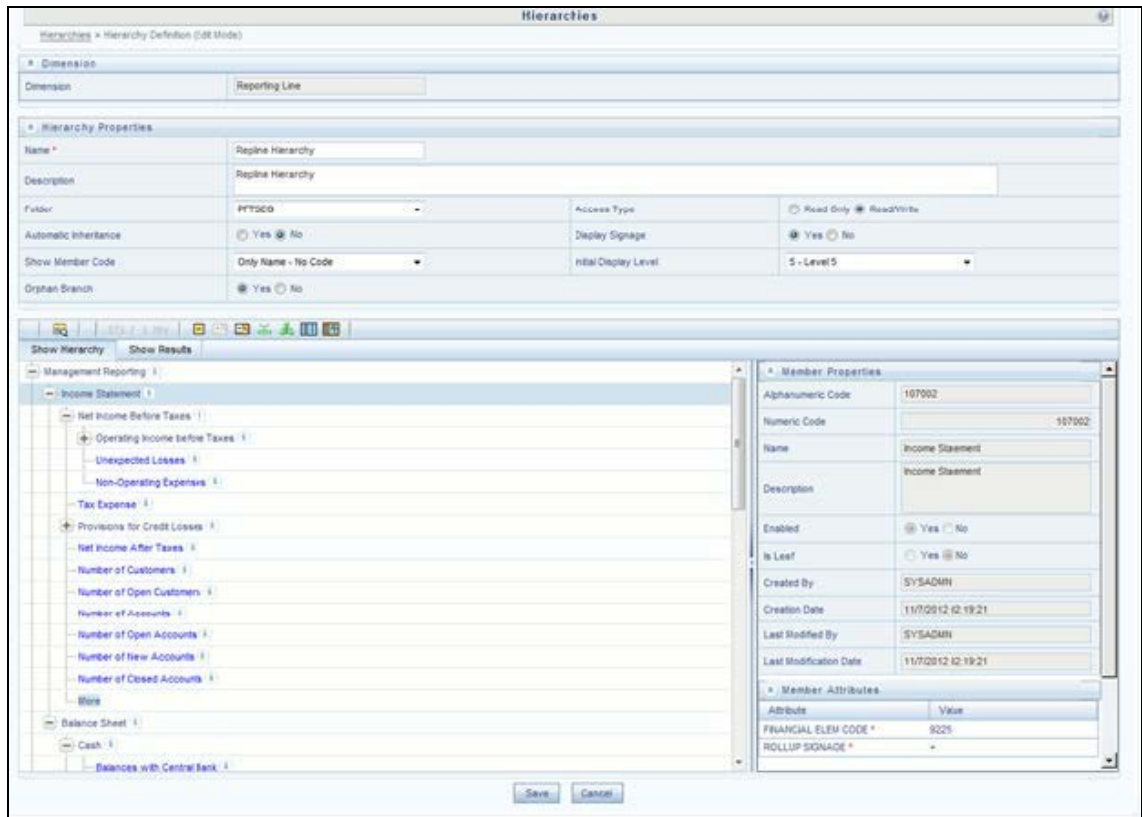 Hierarchies
Hierarchies > Hierarchy Definition (Edit Mode)
Dimension
Dimension Reporting Line
Hierarchy Properties
Name * Repline Hierarchy
Description Repline Hierarchy
Folder PFTSEG Access Type Read Only Read/Write
Automatic Inheritance Yes No Display Signage Yes No
Show Member Code Only Name - No Code Initial Display Level 5 - Level 5
Orphan Branch Yes No
Show Hierarchy Show Results
Management Reporting
Income Statement
Net Income Before Taxes
Operating Income before Taxes
Unexpected Losses
Non-Operating Expenses
Tax Expense
Provisions for Credit Losses
Net Income After Taxes
Number of Customers
Number of Open Customers
Number of Accounts
Number of Open Accounts
Number of New Accounts
Number of Closed Accounts
More
Balance Sheet
Cash
Balances with Central Bank
Member Properties
Alphanumeric Code 107002
Numeric Code 107002
Name Income Staement
Description Income Staement
Enabled Yes No
Is Leaf Yes No
Created By SYSADMN
Creation Date 11/7/2012 12:19:21
Last Modified By SYSADMN
Last Modification Date 11/7/2012 12:19:21
Member Attributes
Attribute Value
FINANCIAL ELEM CODE * 9225
ROLLUP SIGNAGE * -
Save Cancel